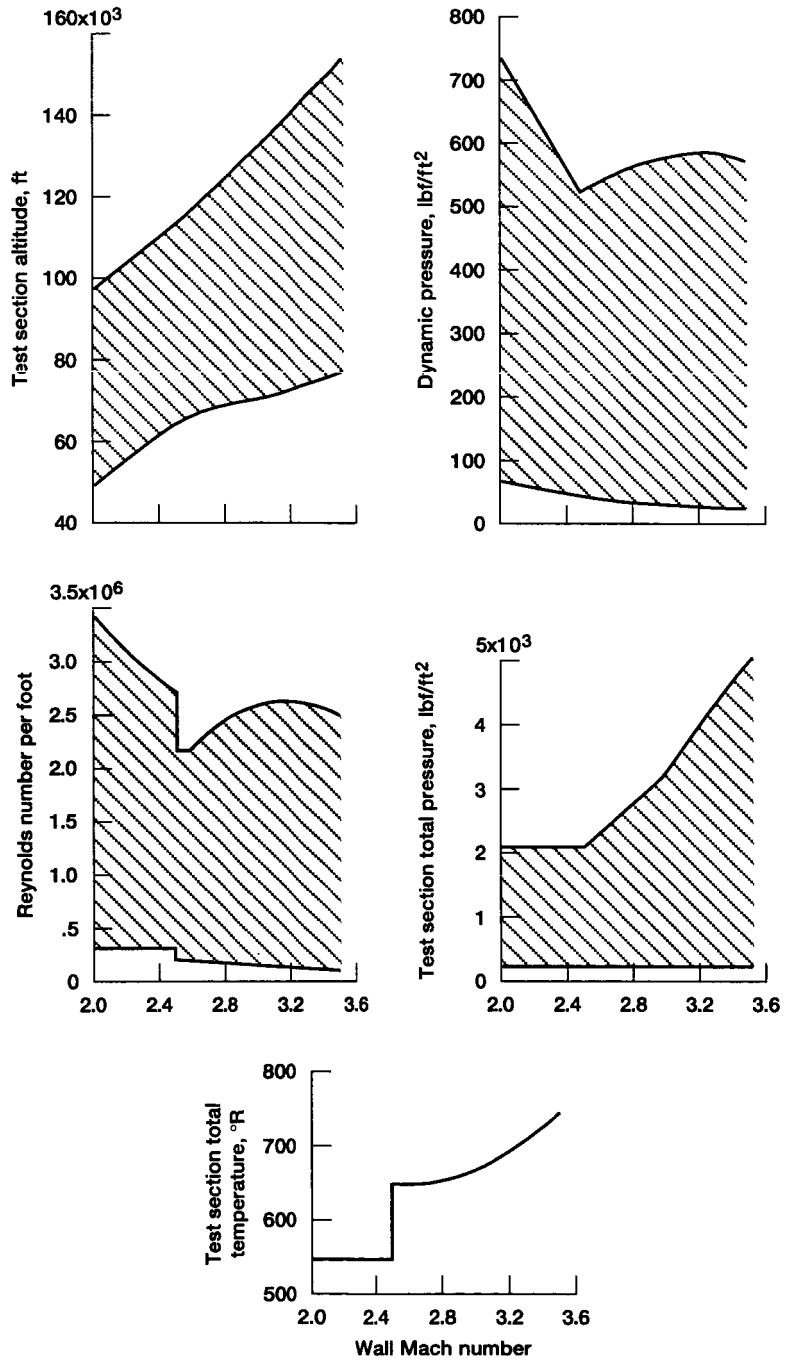 160x10³
140
120
100
80
60
40
Test section altitude, ft
800
700
600
500
400
300
200
100
0
Dynamic pressure, lbf/ft²
3.5x10⁶
3.0
2.5
2.0
1.5
1.0
.5
0
Reynolds number per foot
2.0 2.4 2.8 3.2 3.6
5x10³
4
3
2
1
0
Test section total pressure, lbf/ft²
2.0 2.4 2.8 3.2 3.6
800
700
600
500
Test section total
temperature, °R
2.0 2.4 2.8 3.2 3.6
Wall Mach number